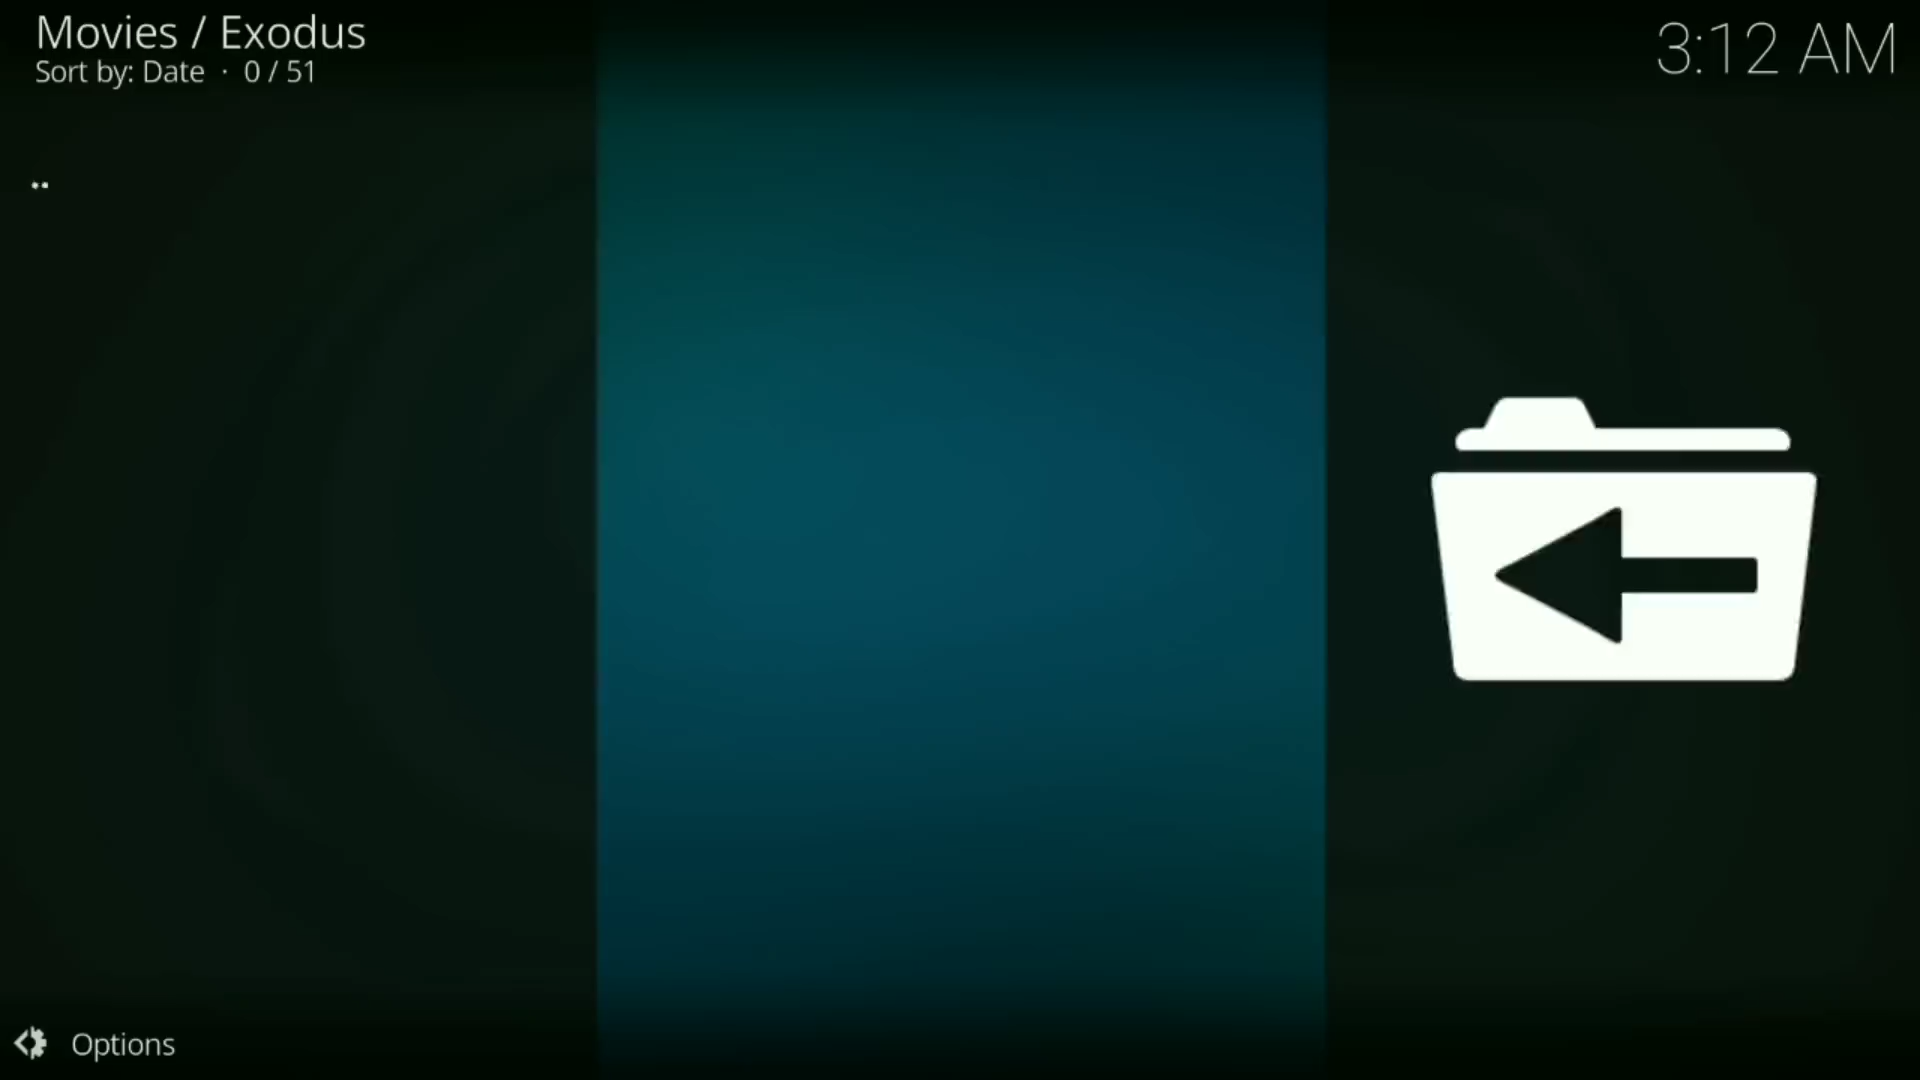 Movies / Exodus
Sort by: Date · 0 / 51
3:12 AM
..
Options